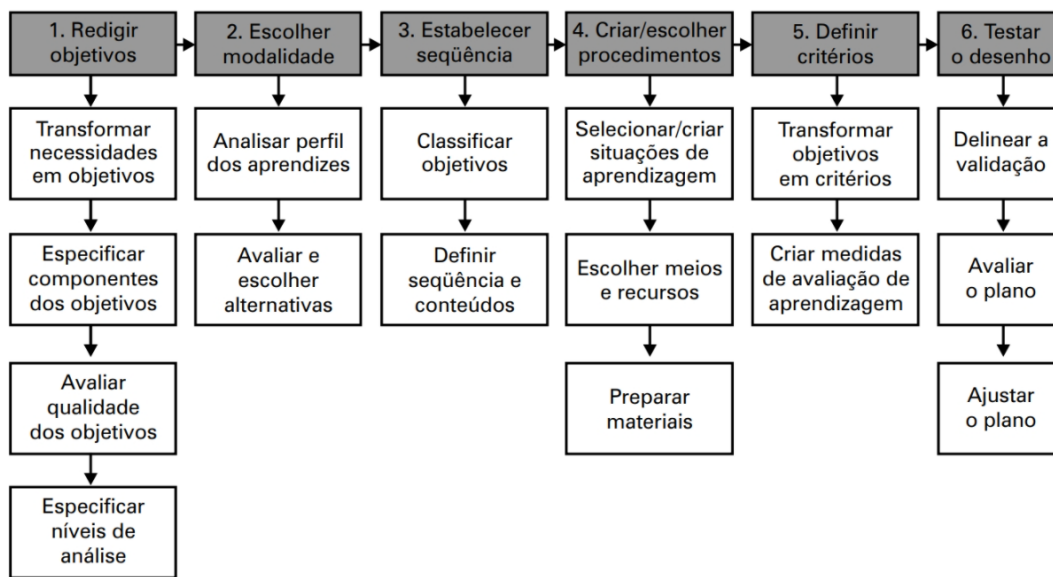 1. Redigir
objetivos
2. Escolher
modalidade
3. Estabelecer
seqüência
4. Criar/escolher
procedimentos
5. Definir
critérios
6. Testar
o desenho
Transformar
necessidades
em objetivos
Analisar perfil
dos aprendizes
Classificar
objetivos
Selecionar/criar
situações de
aprendizagem
Transformar
objetivos
em critérios
Delinear a
validação
Especificar
componentes
dos objetivos
Avaliar e
escolher
alternativas
Definir
seqüência e
conteúdos
Escolher meios
e recursos
Criar medidas
de avaliação de
aprendizagem
Avaliar
o plano
Avaliar
qualidade
dos objetivos
Preparar
materiais
Ajustar
o plano
Especificar
níveis de
análise